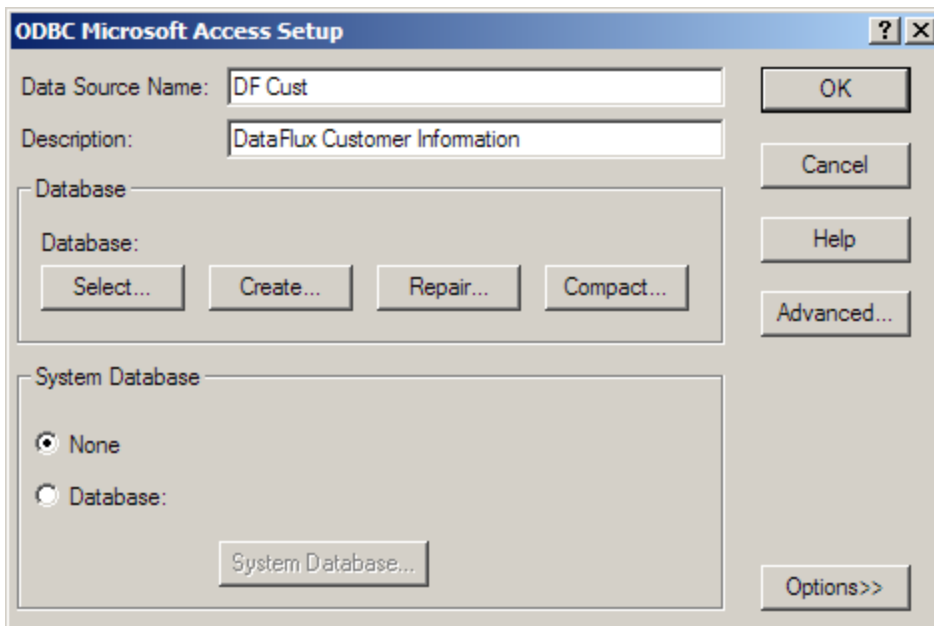 ODBC Microsoft Access Setup
Data Source Name: DF Cust
OK
Description: DataFlux Customer Information
Cancel
Database
Database:
Help
Select... Create... Repair... Compact...
Advanced...
System Database
None
Database:
System Database...
Options>>